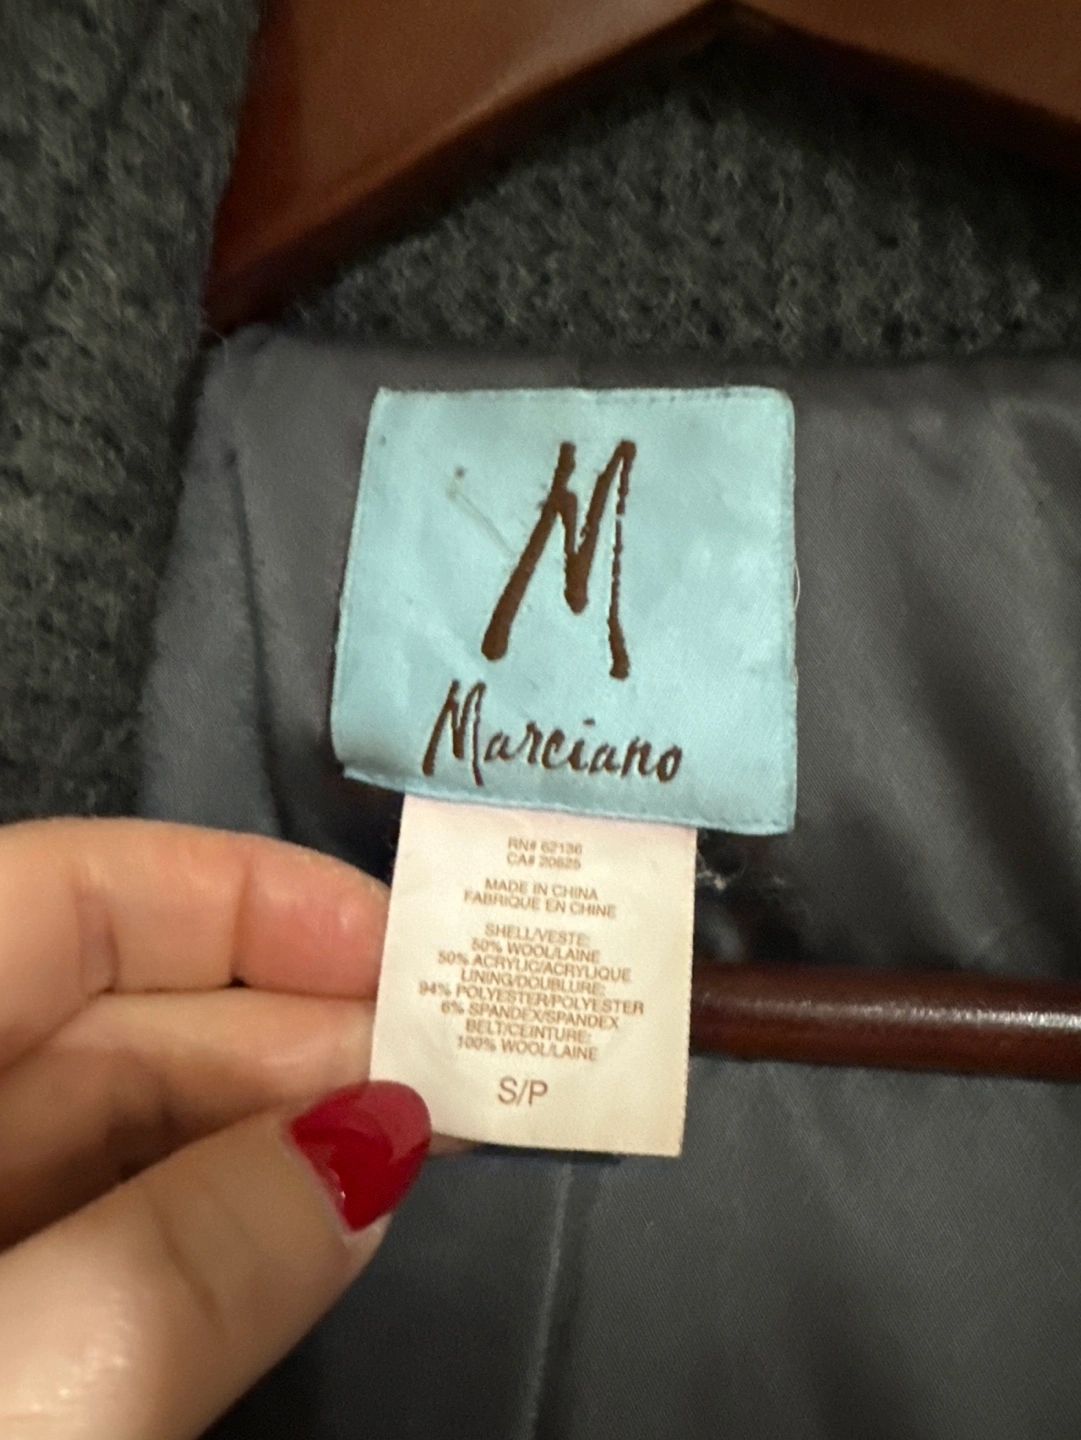 M
Marciano
RN# 62136
CA# 20625
MADE IN CHINA
FABRIQUE EN CHINE
SHELL/VESTE:
50% WOOL/LAINE
50% ACRYLIC/ACRYLIQUE
LINING/DOUBLURE:
94% POLYESTER/POLYESTER
6% SPANDEX/SPANDEX
BELT/CEINTURE:
100% WOOL/LAINE
S/P